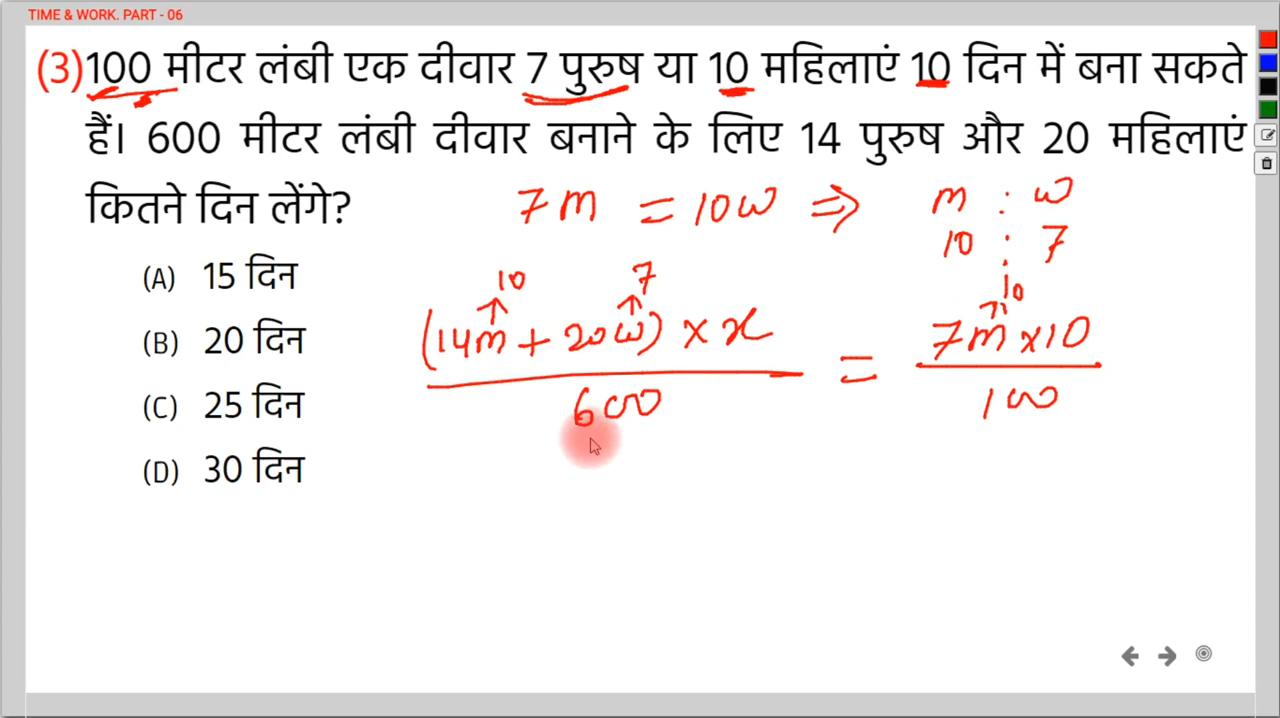 TIME & WORK. PART - 06
(3)100 मीटर लंबी एक दीवार 7 पुरुष या 10 महिलाएं 10 दिन में बना सकते
हैं। 600 मीटर लंबी दीवार बनाने के लिए 14 पुरुष और 20 महिलाएं
कितने दिन लेंगे?
7m = 10w ⇒ m : w
10 : 7
(A) 15 दिन
(B) 20 दिन
(C) 25 दिन
(D) 30 दिन
10 7 10
(14m + 20w) × x = 7m × 10
600 100